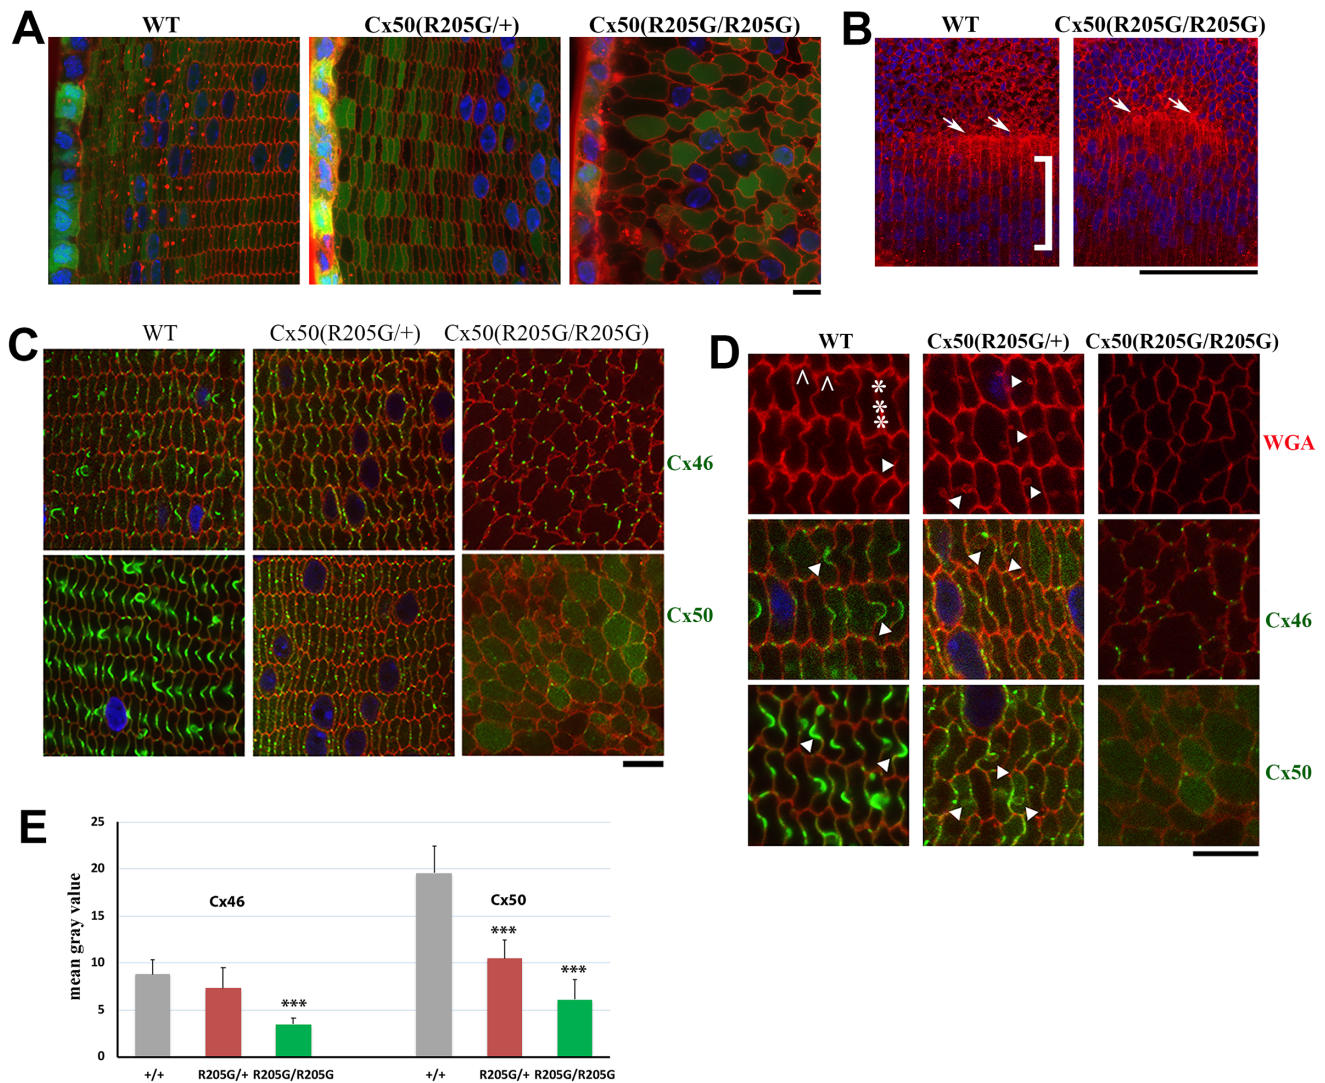 A
WT
Cx50(R205G/+)
Cx50(R205G/R205G)
B
WT
Cx50(R205G/R205G)
C
WT
Cx50(R205G/+)
Cx50(R205G/R205G)
Cx46
Cx50
D
WT
Cx50(R205G/+)
Cx50(R205G/R205G)
WGA
Cx46
Cx50
* * *
E
mean gray value
25
20
15
10
5
0
Cx46
Cx50
***
***
***
+/+
R205G/+
R205G/R205G
+/+
R205G/+
R205G/R205G